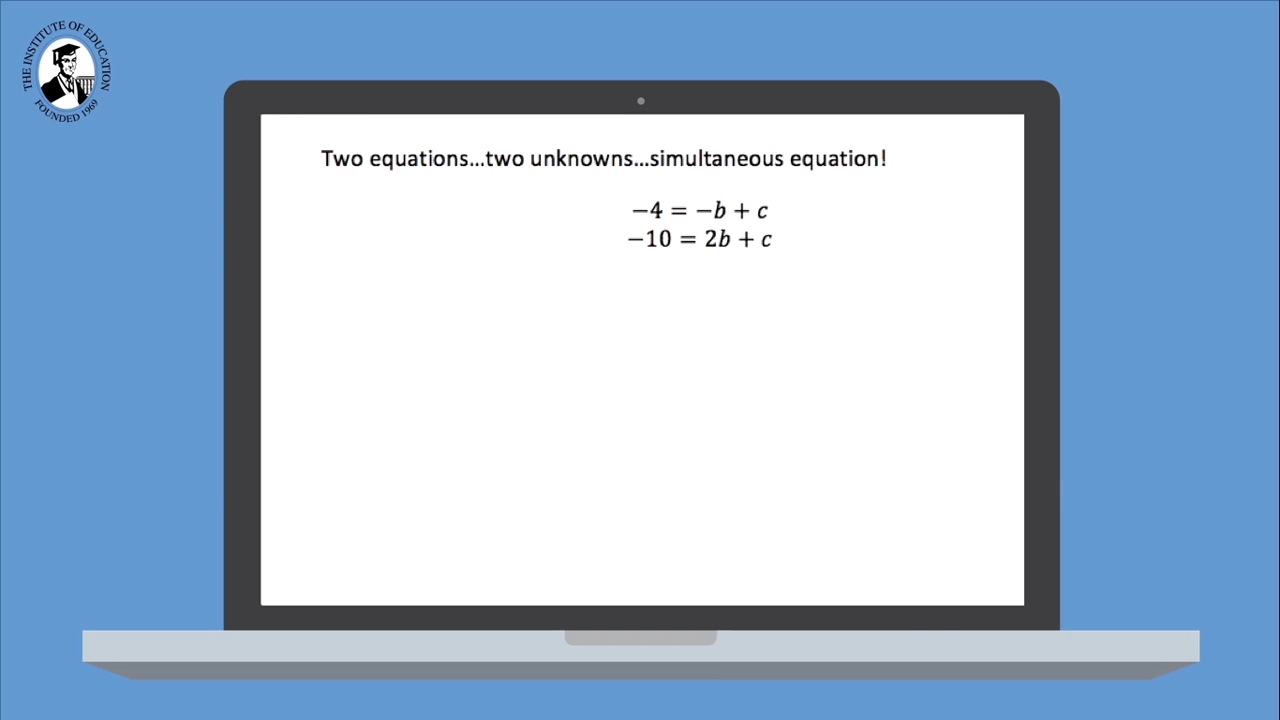 THE INSTITUTE OF EDUCATION
FOUNDED 1969
Two equations...two unknowns...simultaneous equation!
−4 = −b + c
−10 = 2b + c